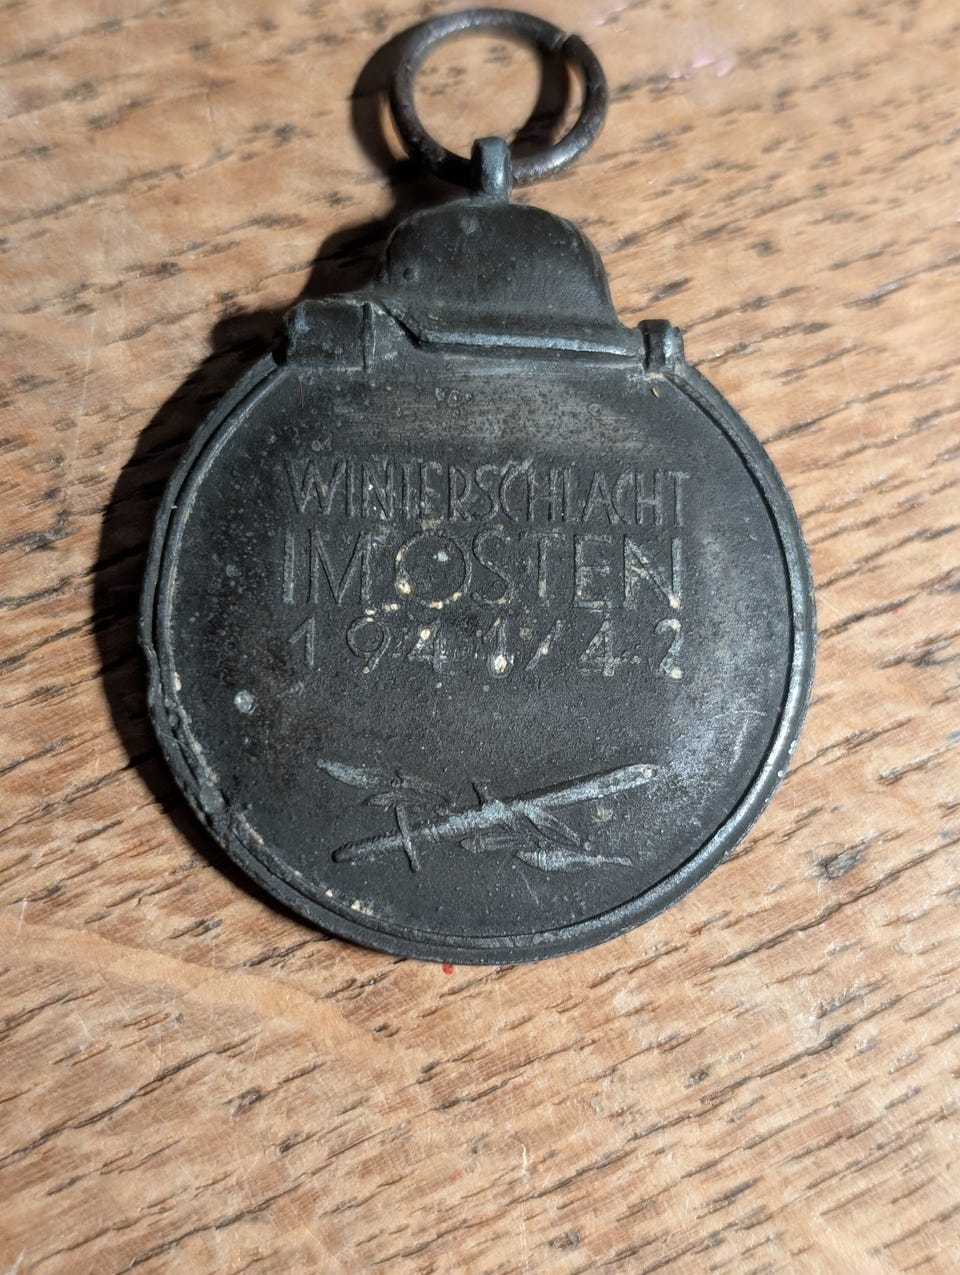 WINTERSCHLACHT
IM OSTEN
1941/42